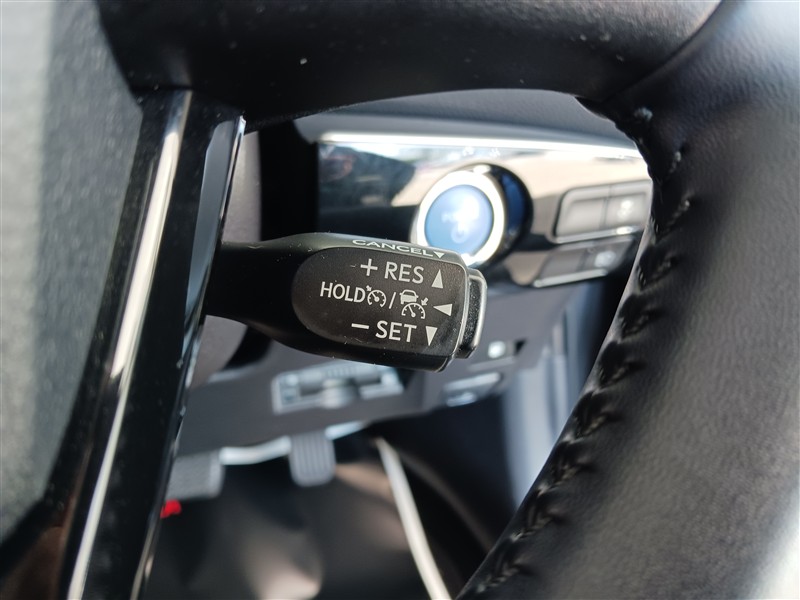 CANCEL▼
+ RES ▲
HOLD / ◀
− SET ▼